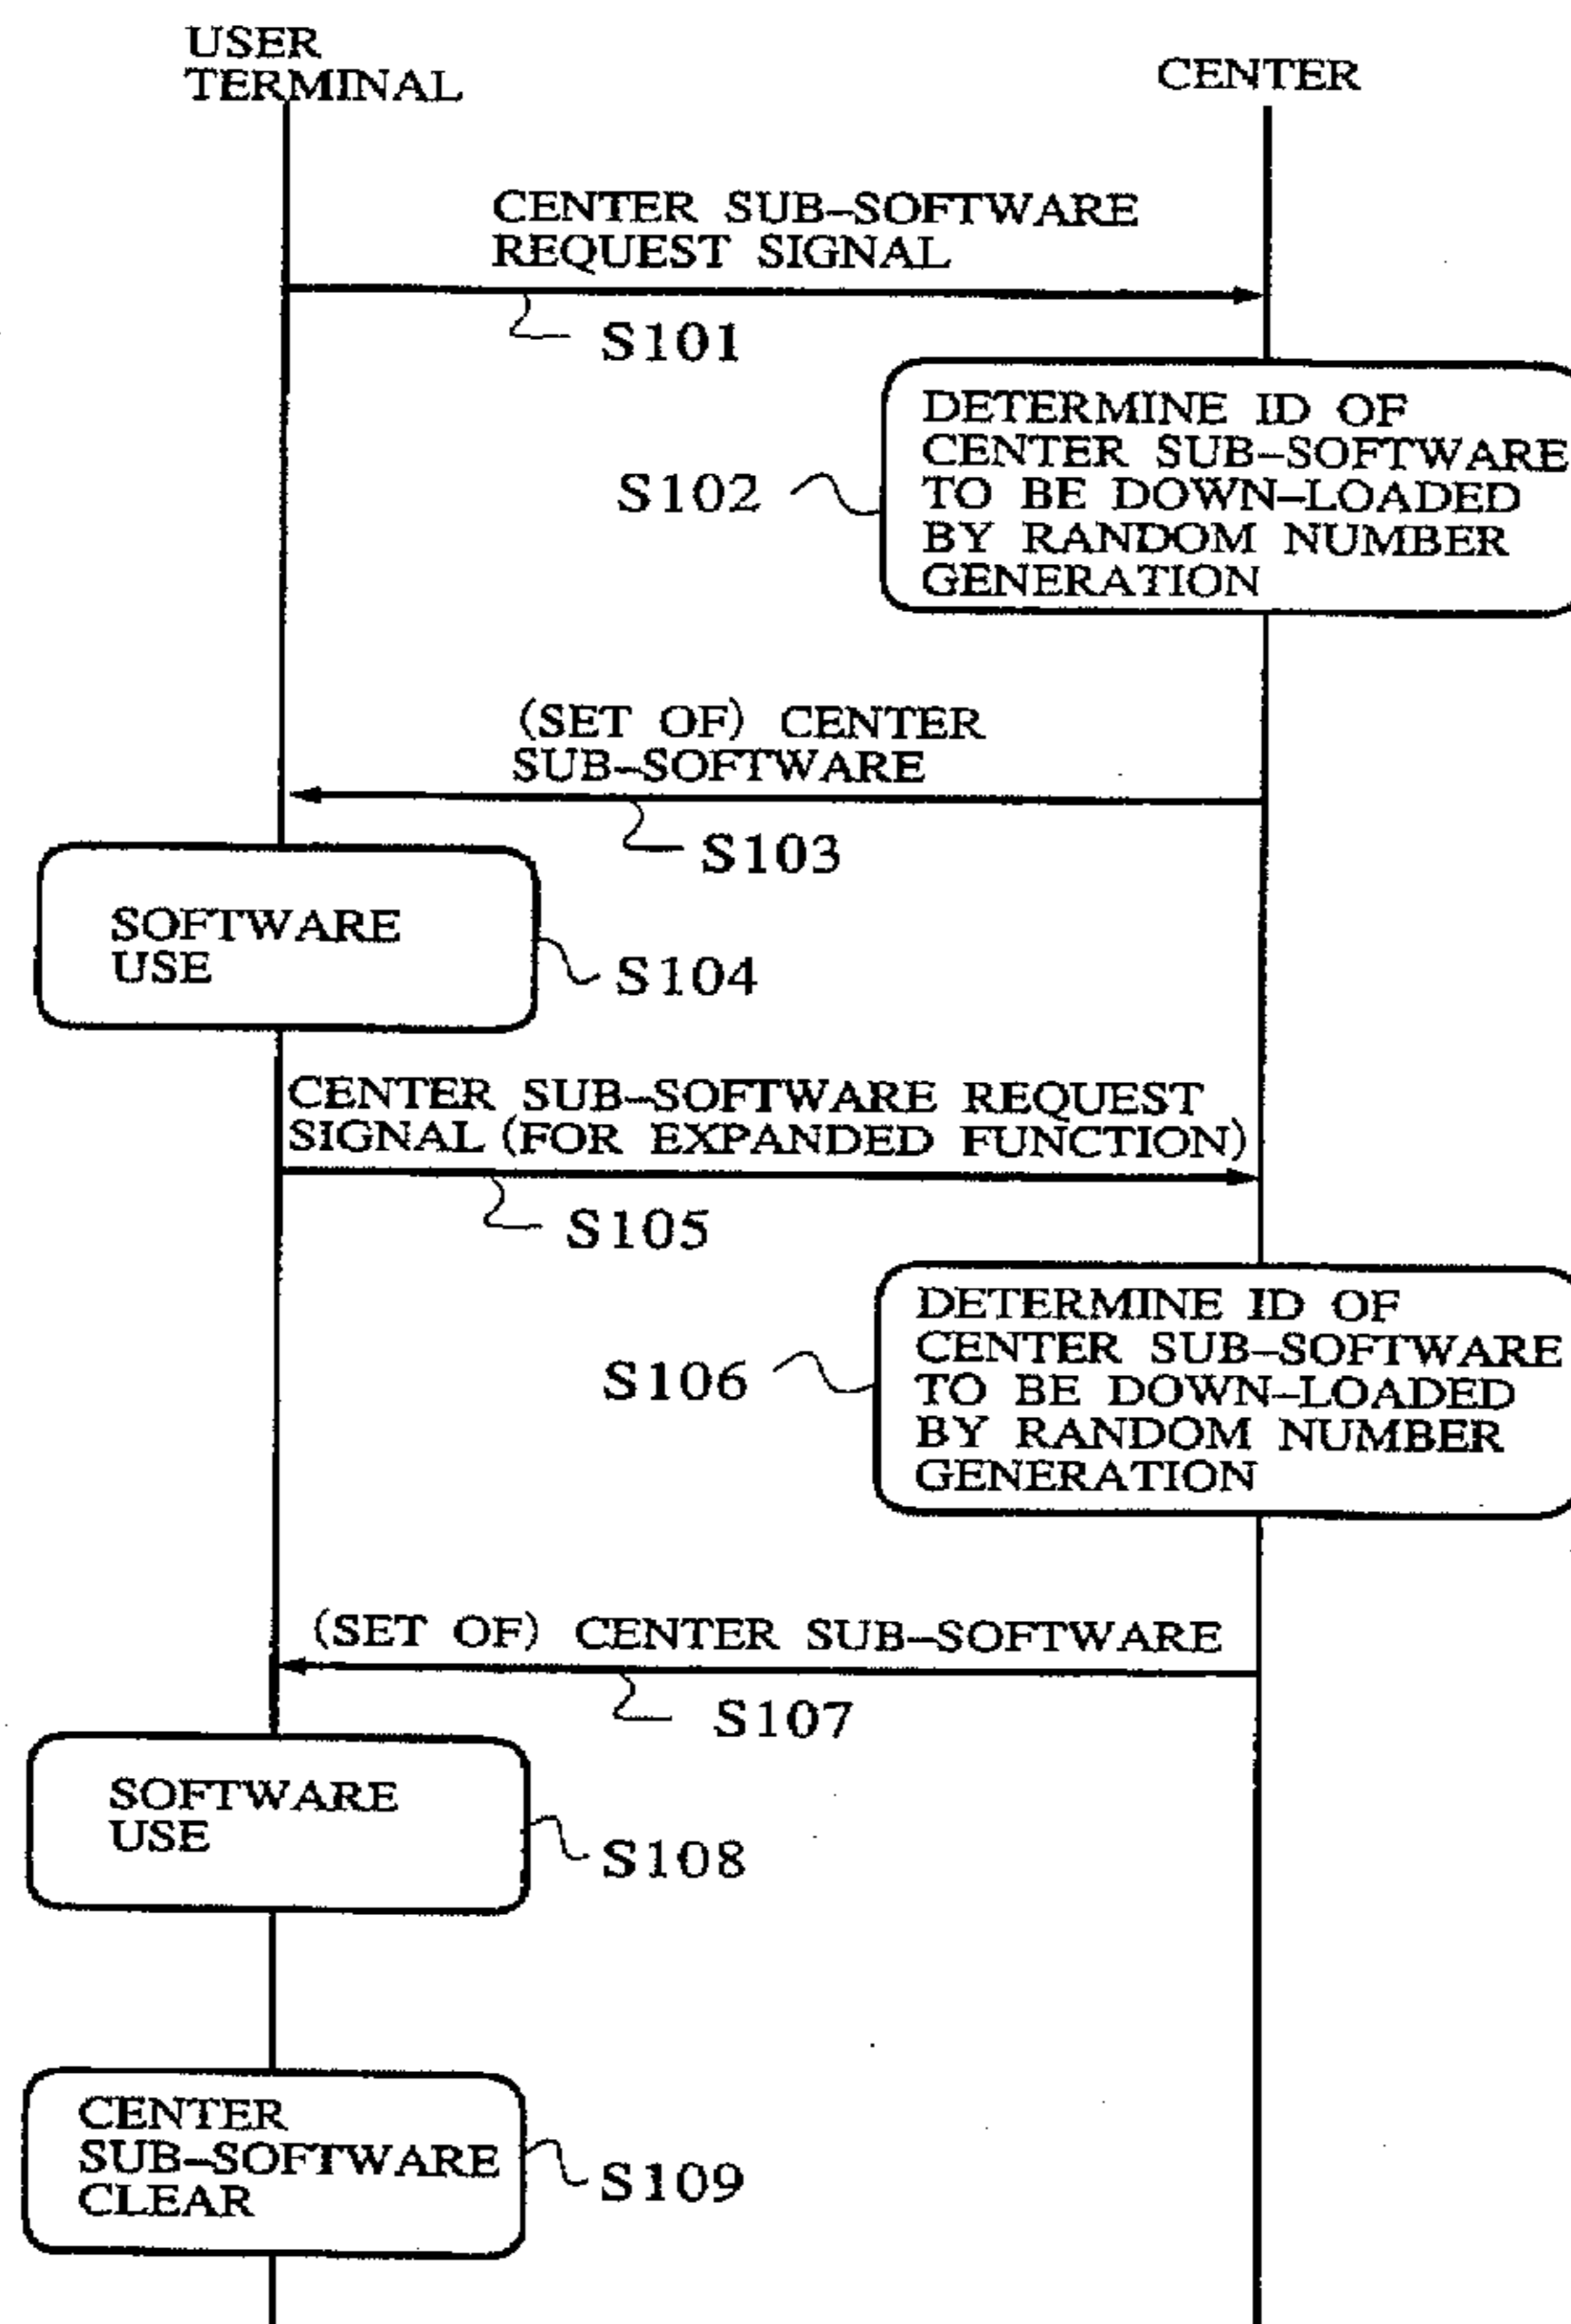 USER
TERMINAL
CENTER
CENTER SUB-SOFTWARE
REQUEST SIGNAL
S101
DETERMINE ID OF
CENTER SUB-SOFTWARE
TO BE DOWN-LOADED
BY RANDOM NUMBER
GENERATION
S102
(SET OF) CENTER
SUB-SOFTWARE
S103
SOFTWARE
USE
S104
CENTER SUB-SOFTWARE REQUEST
SIGNAL (FOR EXPANDED FUNCTION)
S105
DETERMINE ID OF
CENTER SUB-SOFTWARE
TO BE DOWN-LOADED
BY RANDOM NUMBER
GENERATION
S106
(SET OF) CENTER SUB-SOFTWARE
S107
SOFTWARE
USE
S108
CENTER
SUB-SOFTWARE
CLEAR
S109